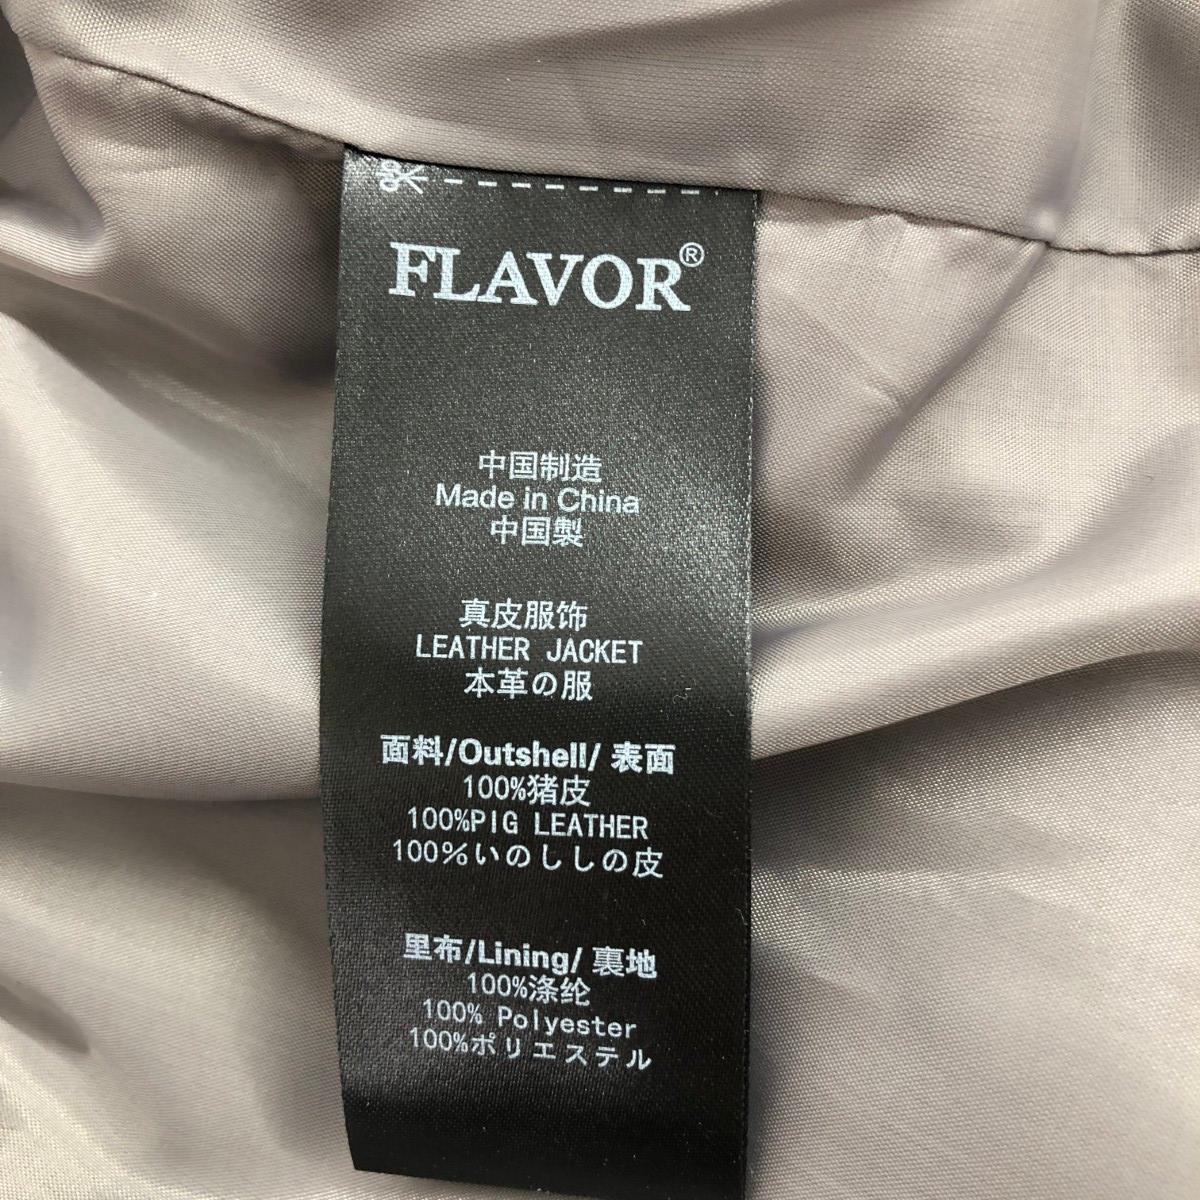 FLAVOR®
中国制造
Made in China
中国製
真皮服饰
LEATHER JACKET
本革の服
面料/Outshell/ 表面
100%猪皮
100%PIG LEATHER
100%いのししの皮
里布/Lining/ 裏地
100%涤纶
100% Polyester
100%ポリエステル